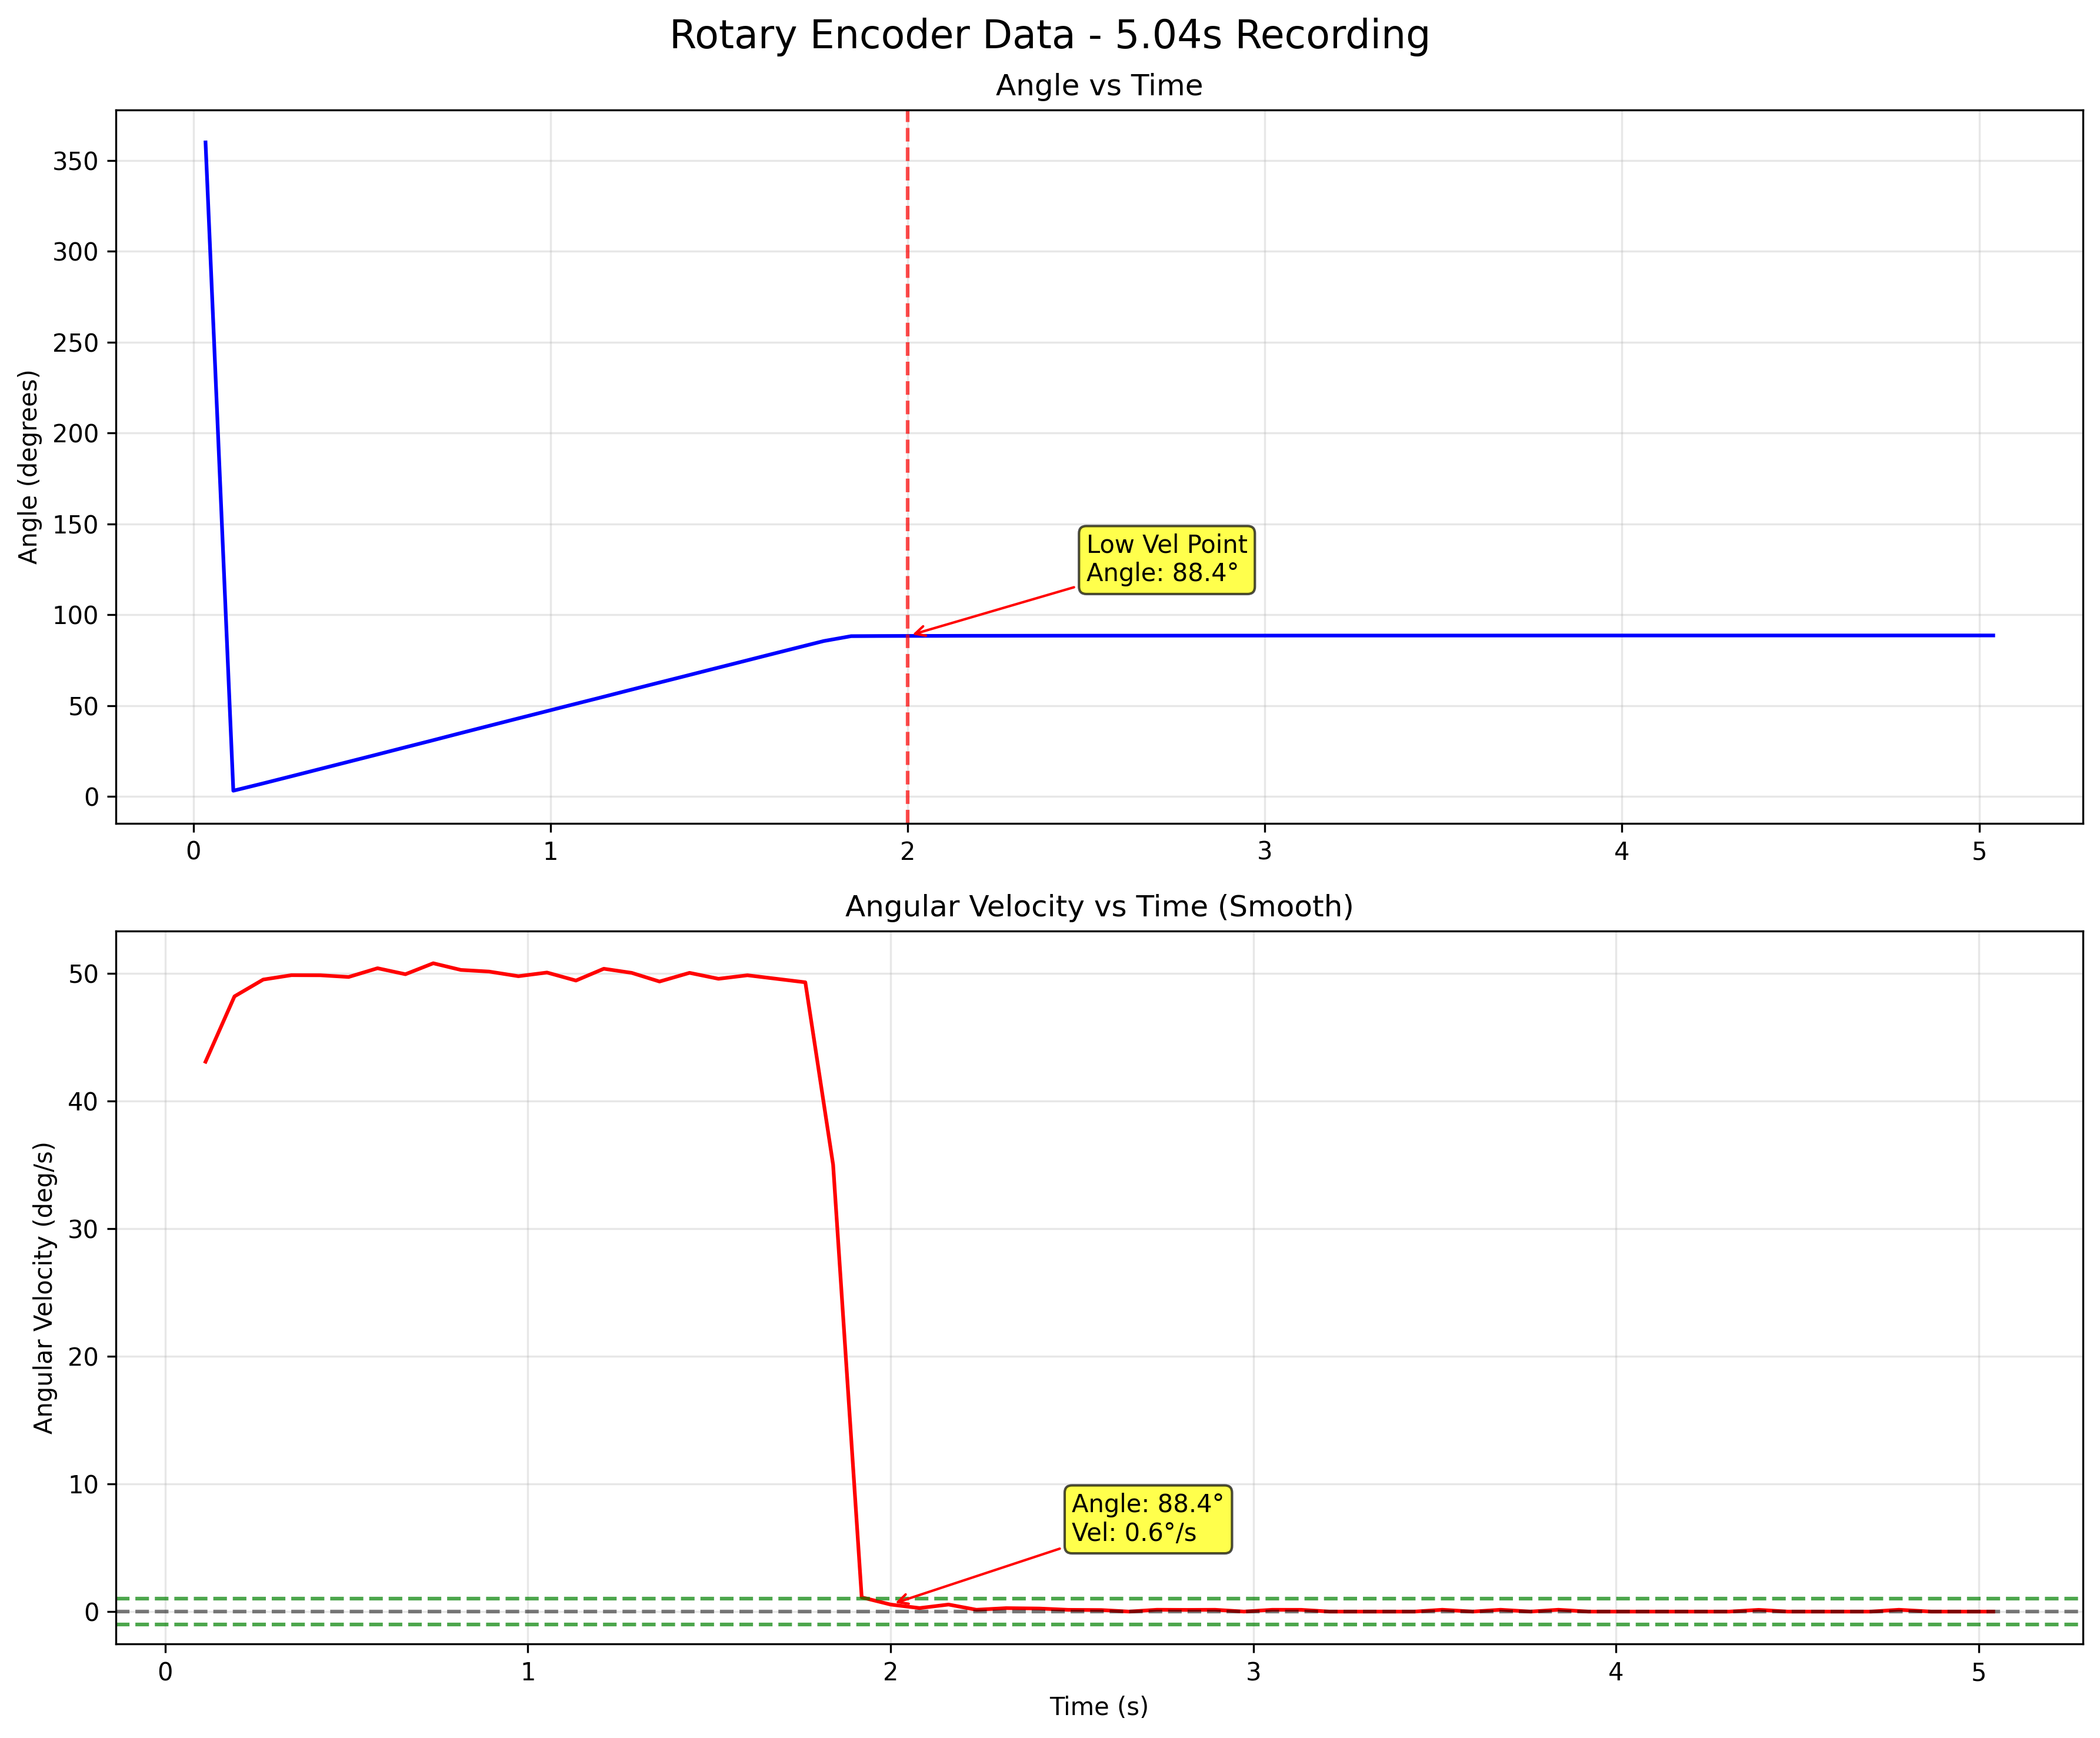 Rotary Encoder Data - 5.04s Recording
Angle vs Time
Angle (degrees)
350
300
250
200
150
100
50
0
Low Vel Point
Angle: 88.4°
0 1 2 3 4 5
Angular Velocity vs Time (Smooth)
Angular Velocity (deg/s)
50
40
30
20
10
0
Angle: 88.4°
Vel: 0.6°/s
0 1 2 3 4 5
Time (s)